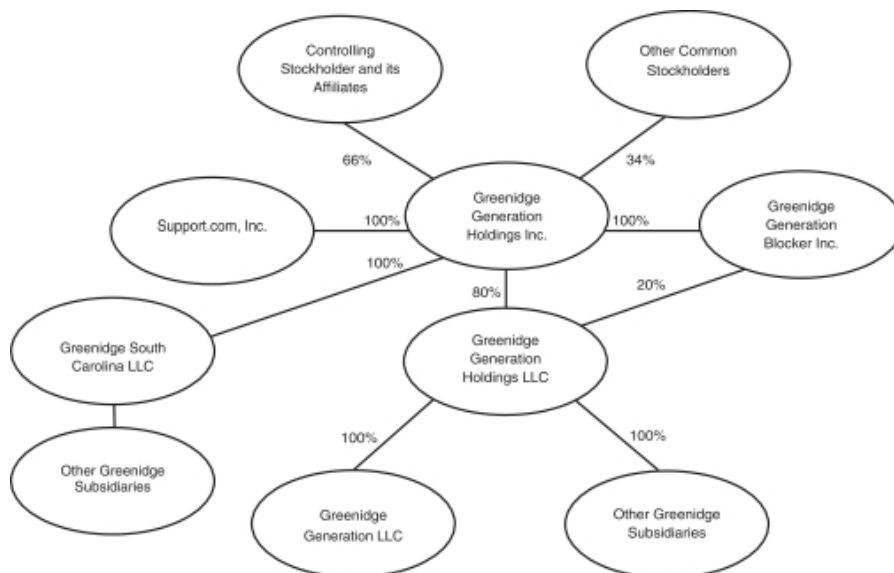 Controlling
Stockholder and its
Affiliates
Other Common
Stockholders
66%
34%
Support.com, Inc.
100%
Greenidge
Generation
Holdings Inc.
100%
Greenidge
Generation
Blocker Inc.
100%
80%
20%
Greenidge South
Carolina LLC
Greenidge
Generation
Holdings LLC
100%
100%
Other Greenidge
Subsidiaries
Greenidge
Generation LLC
Other Greenidge
Subsidiaries